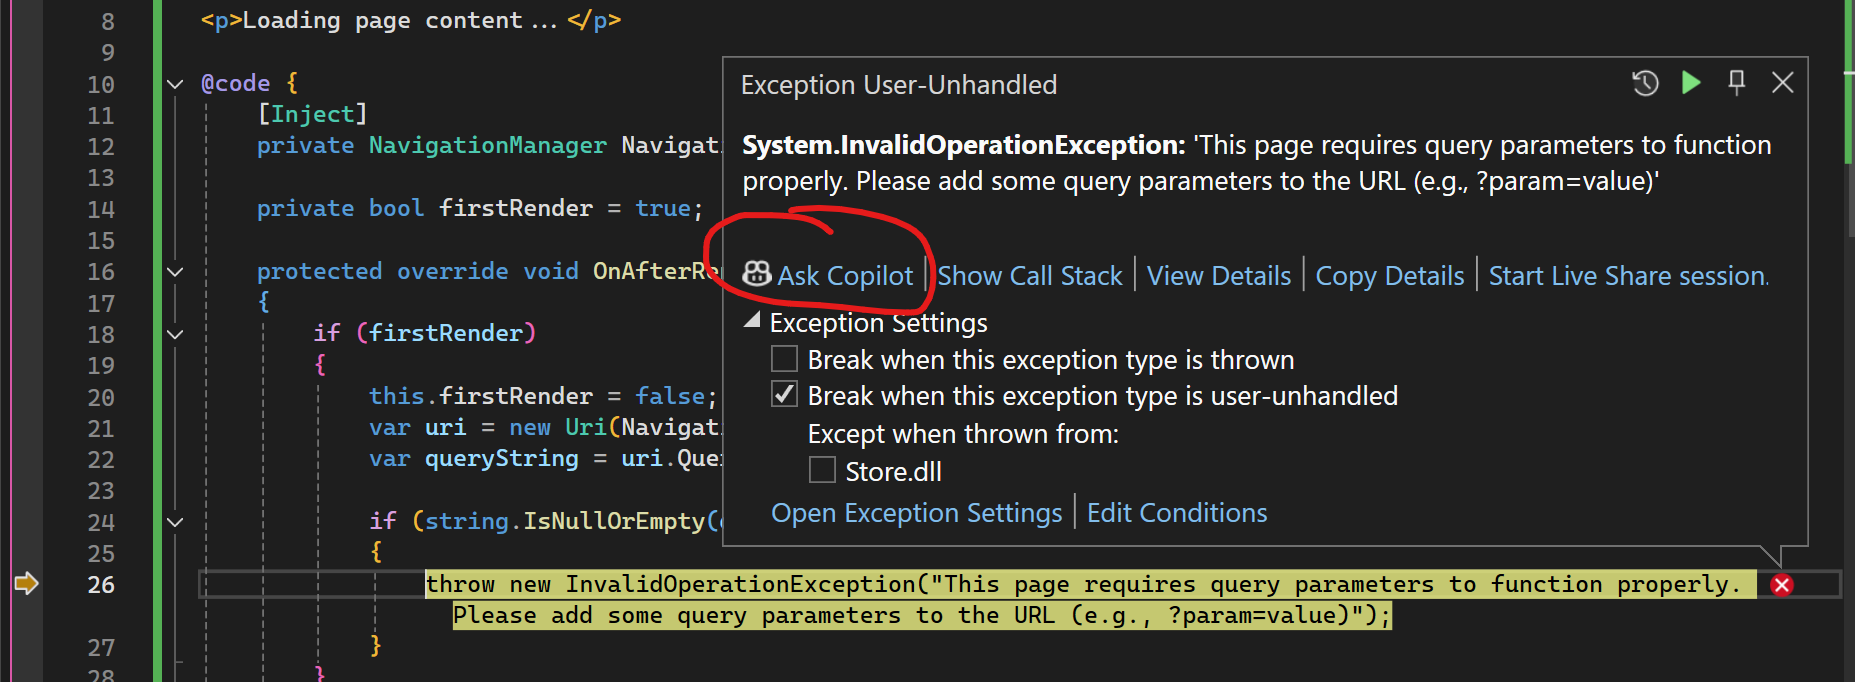 8 <p>Loading page content...</p>
9
10 @code {
11 [Inject]
12 private NavigationManager Navigat
13
14 private bool firstRender = true;
15
16 protected override void OnAfterRe
17 {
18 if (firstRender)
19 {
20 this.firstRender = false;
21 var uri = new Uri(Navigat
22 var queryString = uri.Que
23
24 if (string.IsNullOrEmpty(
25 {
26 throw new InvalidOperationException("This page requires query parameters to function properly.
Please add some query parameters to the URL (e.g., ?param=value)");
27 }
28 }
Exception User-Unhandled
System.InvalidOperationException: 'This page requires query parameters to function
properly. Please add some query parameters to the URL (e.g., ?param=value)'
Ask Copilot | Show Call Stack | View Details | Copy Details | Start Live Share session.
Exception Settings
Break when this exception type is thrown
Break when this exception type is user-unhandled
Except when thrown from:
Store.dll
Open Exception Settings | Edit Conditions